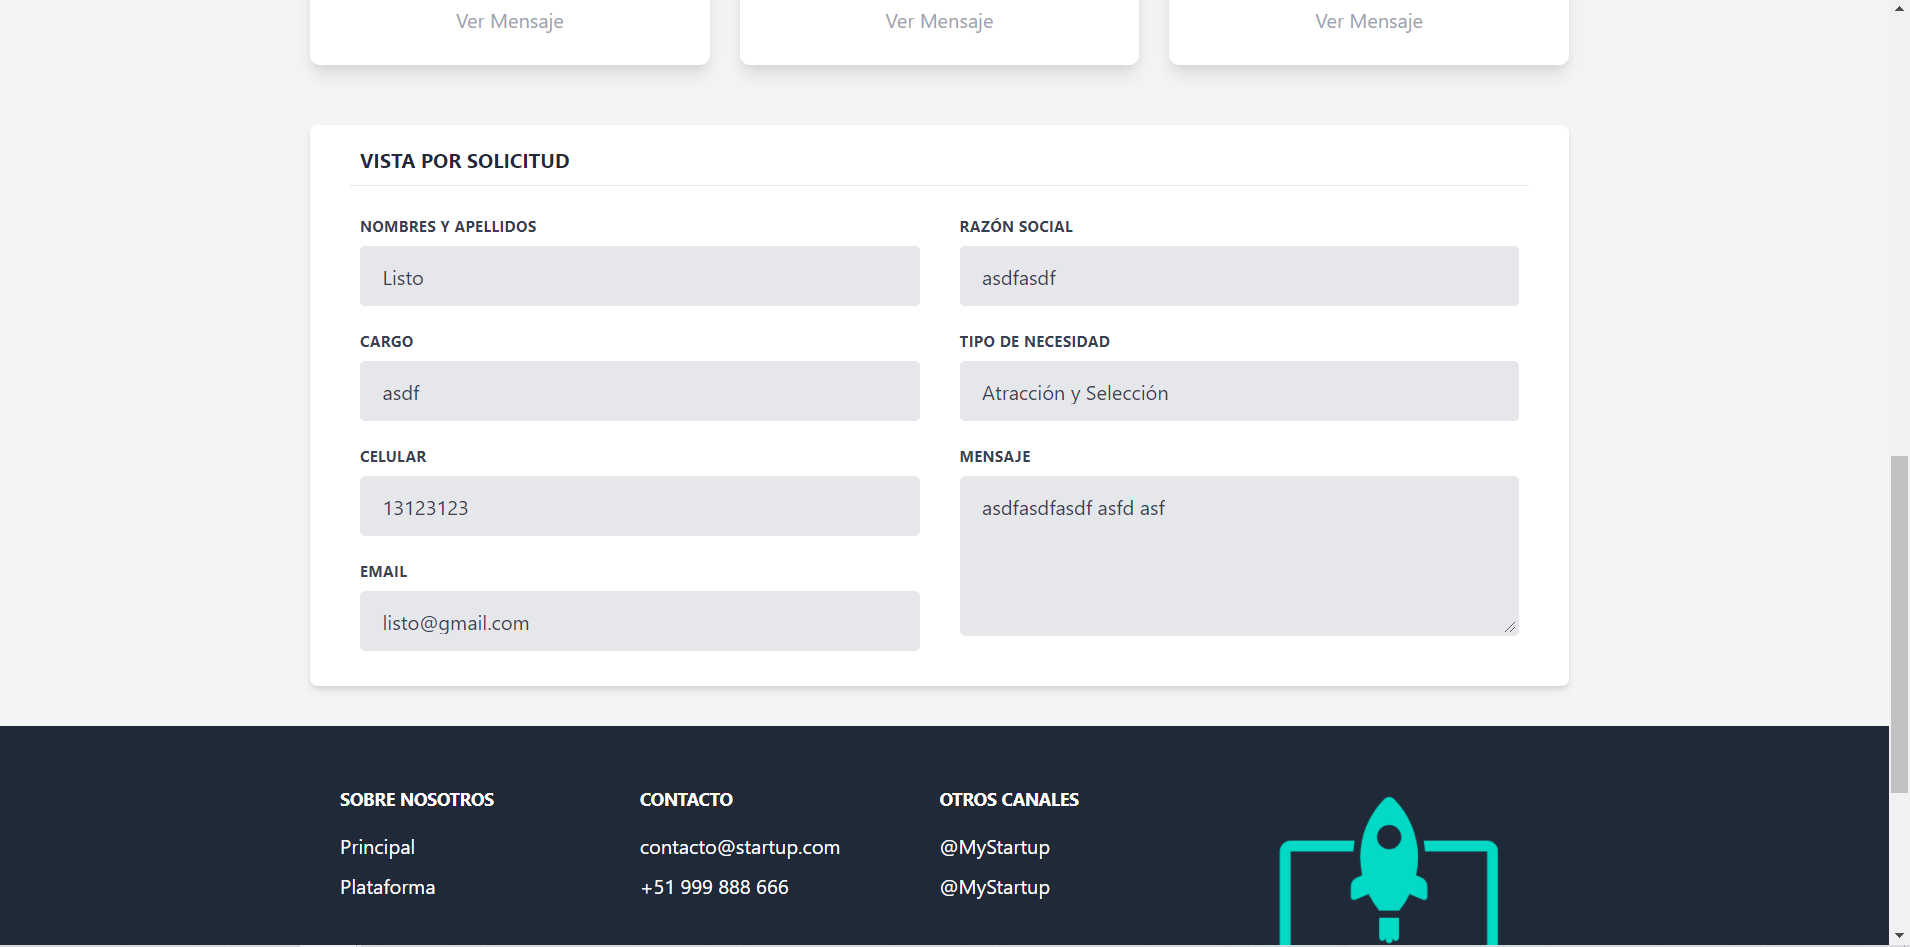 Ver Mensaje
Ver Mensaje
Ver Mensaje
VISTA POR SOLICITUD
NOMBRES Y APELLIDOS
Listo
RAZÓN SOCIAL
asdfasdf
CARGO
asdf
TIPO DE NECESIDAD
Atracción y Selección
CELULAR
13123123
MENSAJE
asdfasdfasdf asfd asf
EMAIL
listo@gmail.com
SOBRE NOSOTROS
Principal
Plataforma
CONTACTO
contacto@startup.com
+51 999 888 666
OTROS CANALES
@MyStartup
@MyStartup